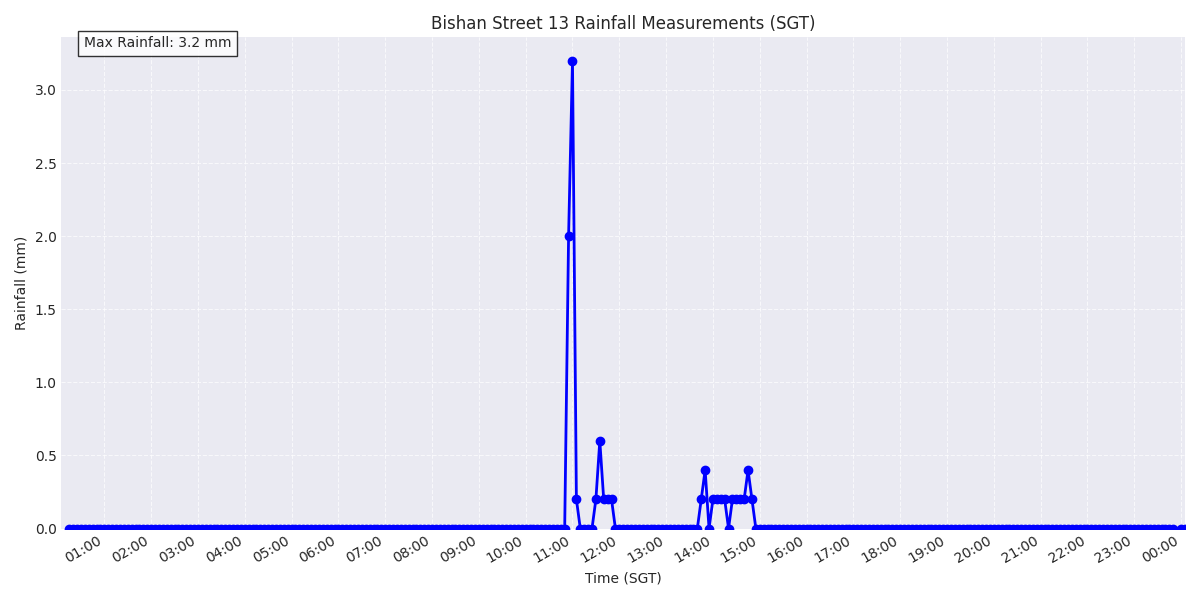 Bishan Street 13 Rainfall Measurements (SGT)
Max Rainfall: 3.2 mm
Rainfall (mm)
3.0
2.5
2.0
1.5
1.0
0.5
0.0
01:00 02:00 03:00 04:00 05:00 06:00 07:00 08:00 09:00 10:00 11:00 12:00 13:00 14:00 15:00 16:00 17:00 18:00 19:00 20:00 21:00 22:00 23:00 00:00
Time (SGT)